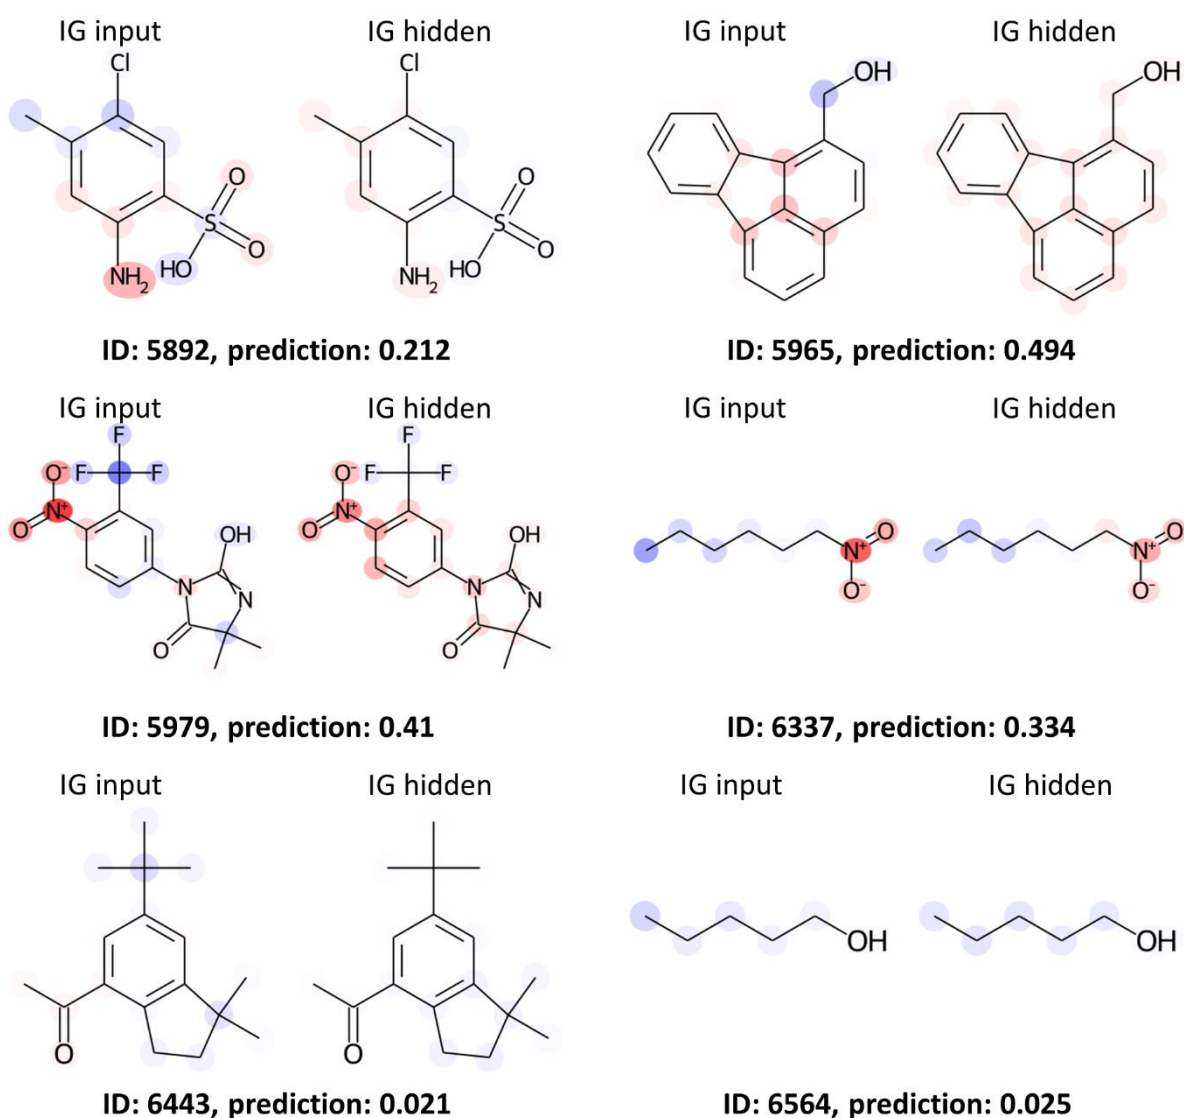 IG input IG hidden IG input IG hidden
Cl Cl
OH OH
O O
S O S O
HO HO
NH2 NH2
ID: 5892, prediction: 0.212 ID: 5965, prediction: 0.494
IG input IG hidden IG input IG hidden
F F
O- F F O- F F
N+ N+
O O
OH OH
N+ O N+ O
O- O-
N N N N
O O
ID: 5979, prediction: 0.41 ID: 6337, prediction: 0.334
IG input IG hidden IG input IG hidden
OH OH
O O
ID: 6443, prediction: 0.021 ID: 6564, prediction: 0.025